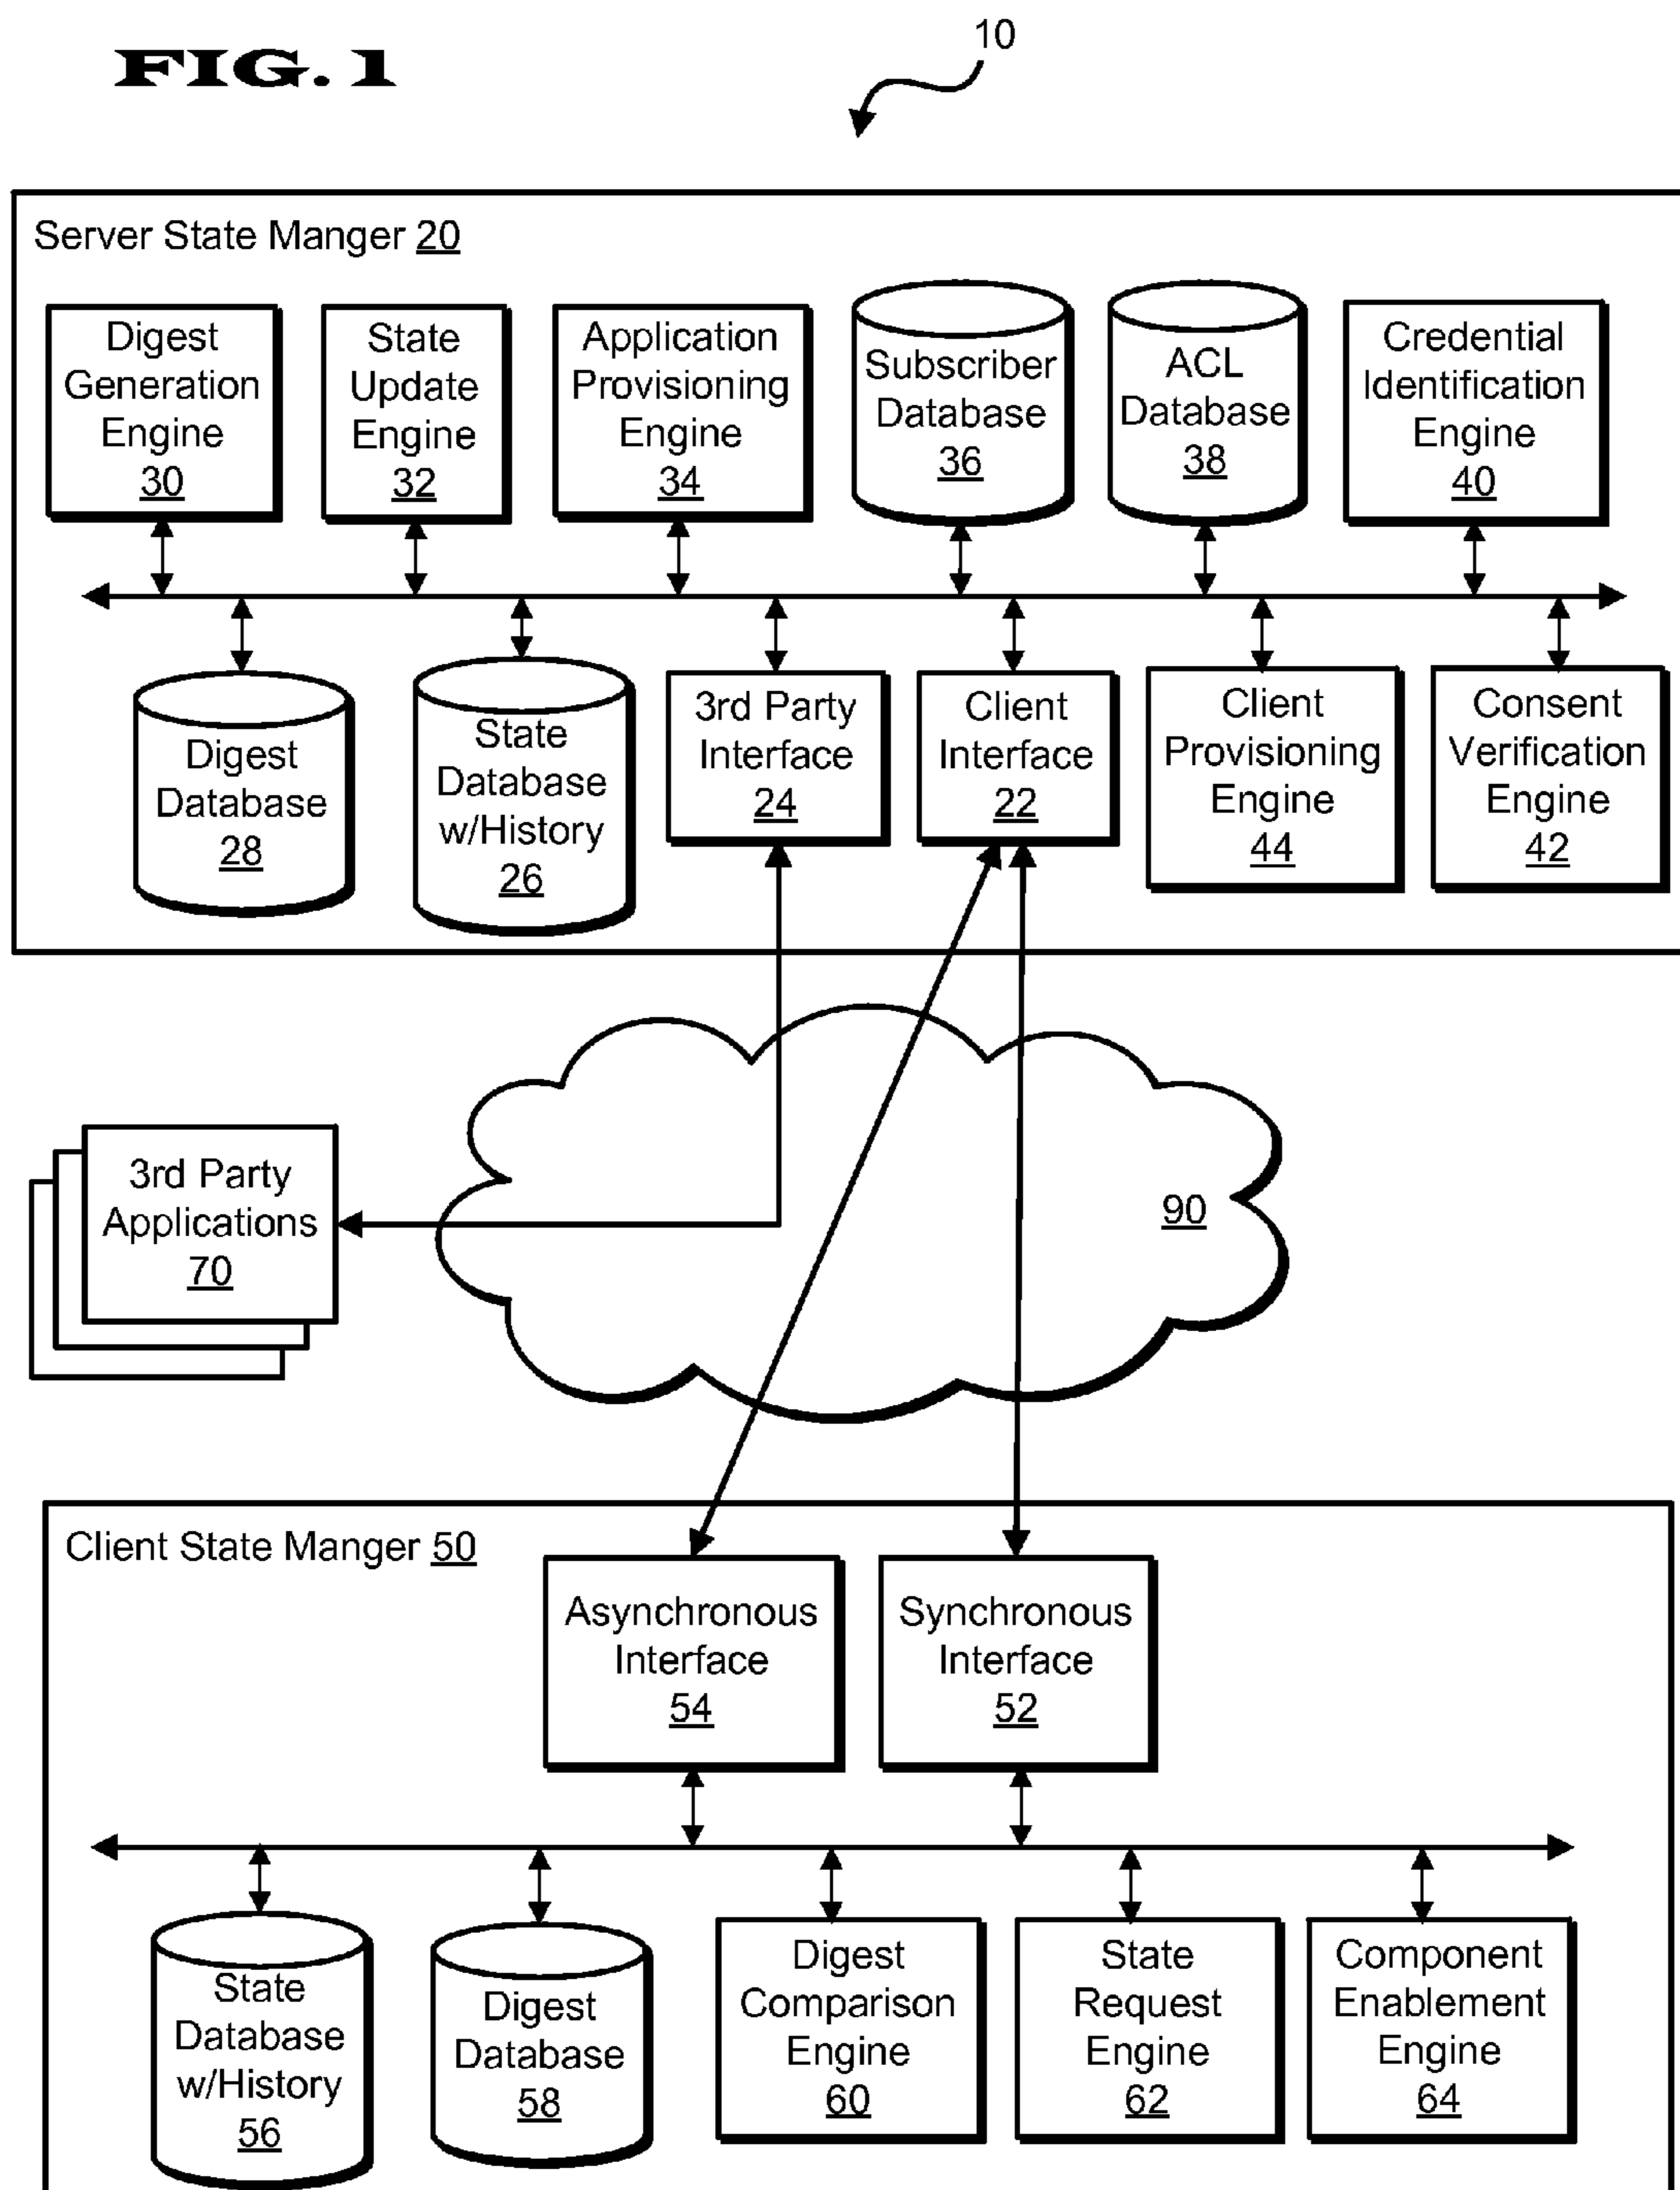 FIG. 1
10
Server State Manger 20
Digest
Generation
Engine
30
State
Update
Engine
32
Application
Provisioning
Engine
34
Subscriber
Database
36
ACL
Database
38
Credential
Identification
Engine
40
Digest
Database
28
State
Database
w/History
26
3rd Party
Interface
24
Client
Interface
22
Client
Provisioning
Engine
44
Consent
Verification
Engine
42
3rd Party
Applications
70
90
Client State Manger 50
Asynchronous
Interface
54
Synchronous
Interface
52
State
Database
w/History
56
Digest
Database
58
Digest
Comparison
Engine
60
State
Request
Engine
62
Component
Enablement
Engine
64